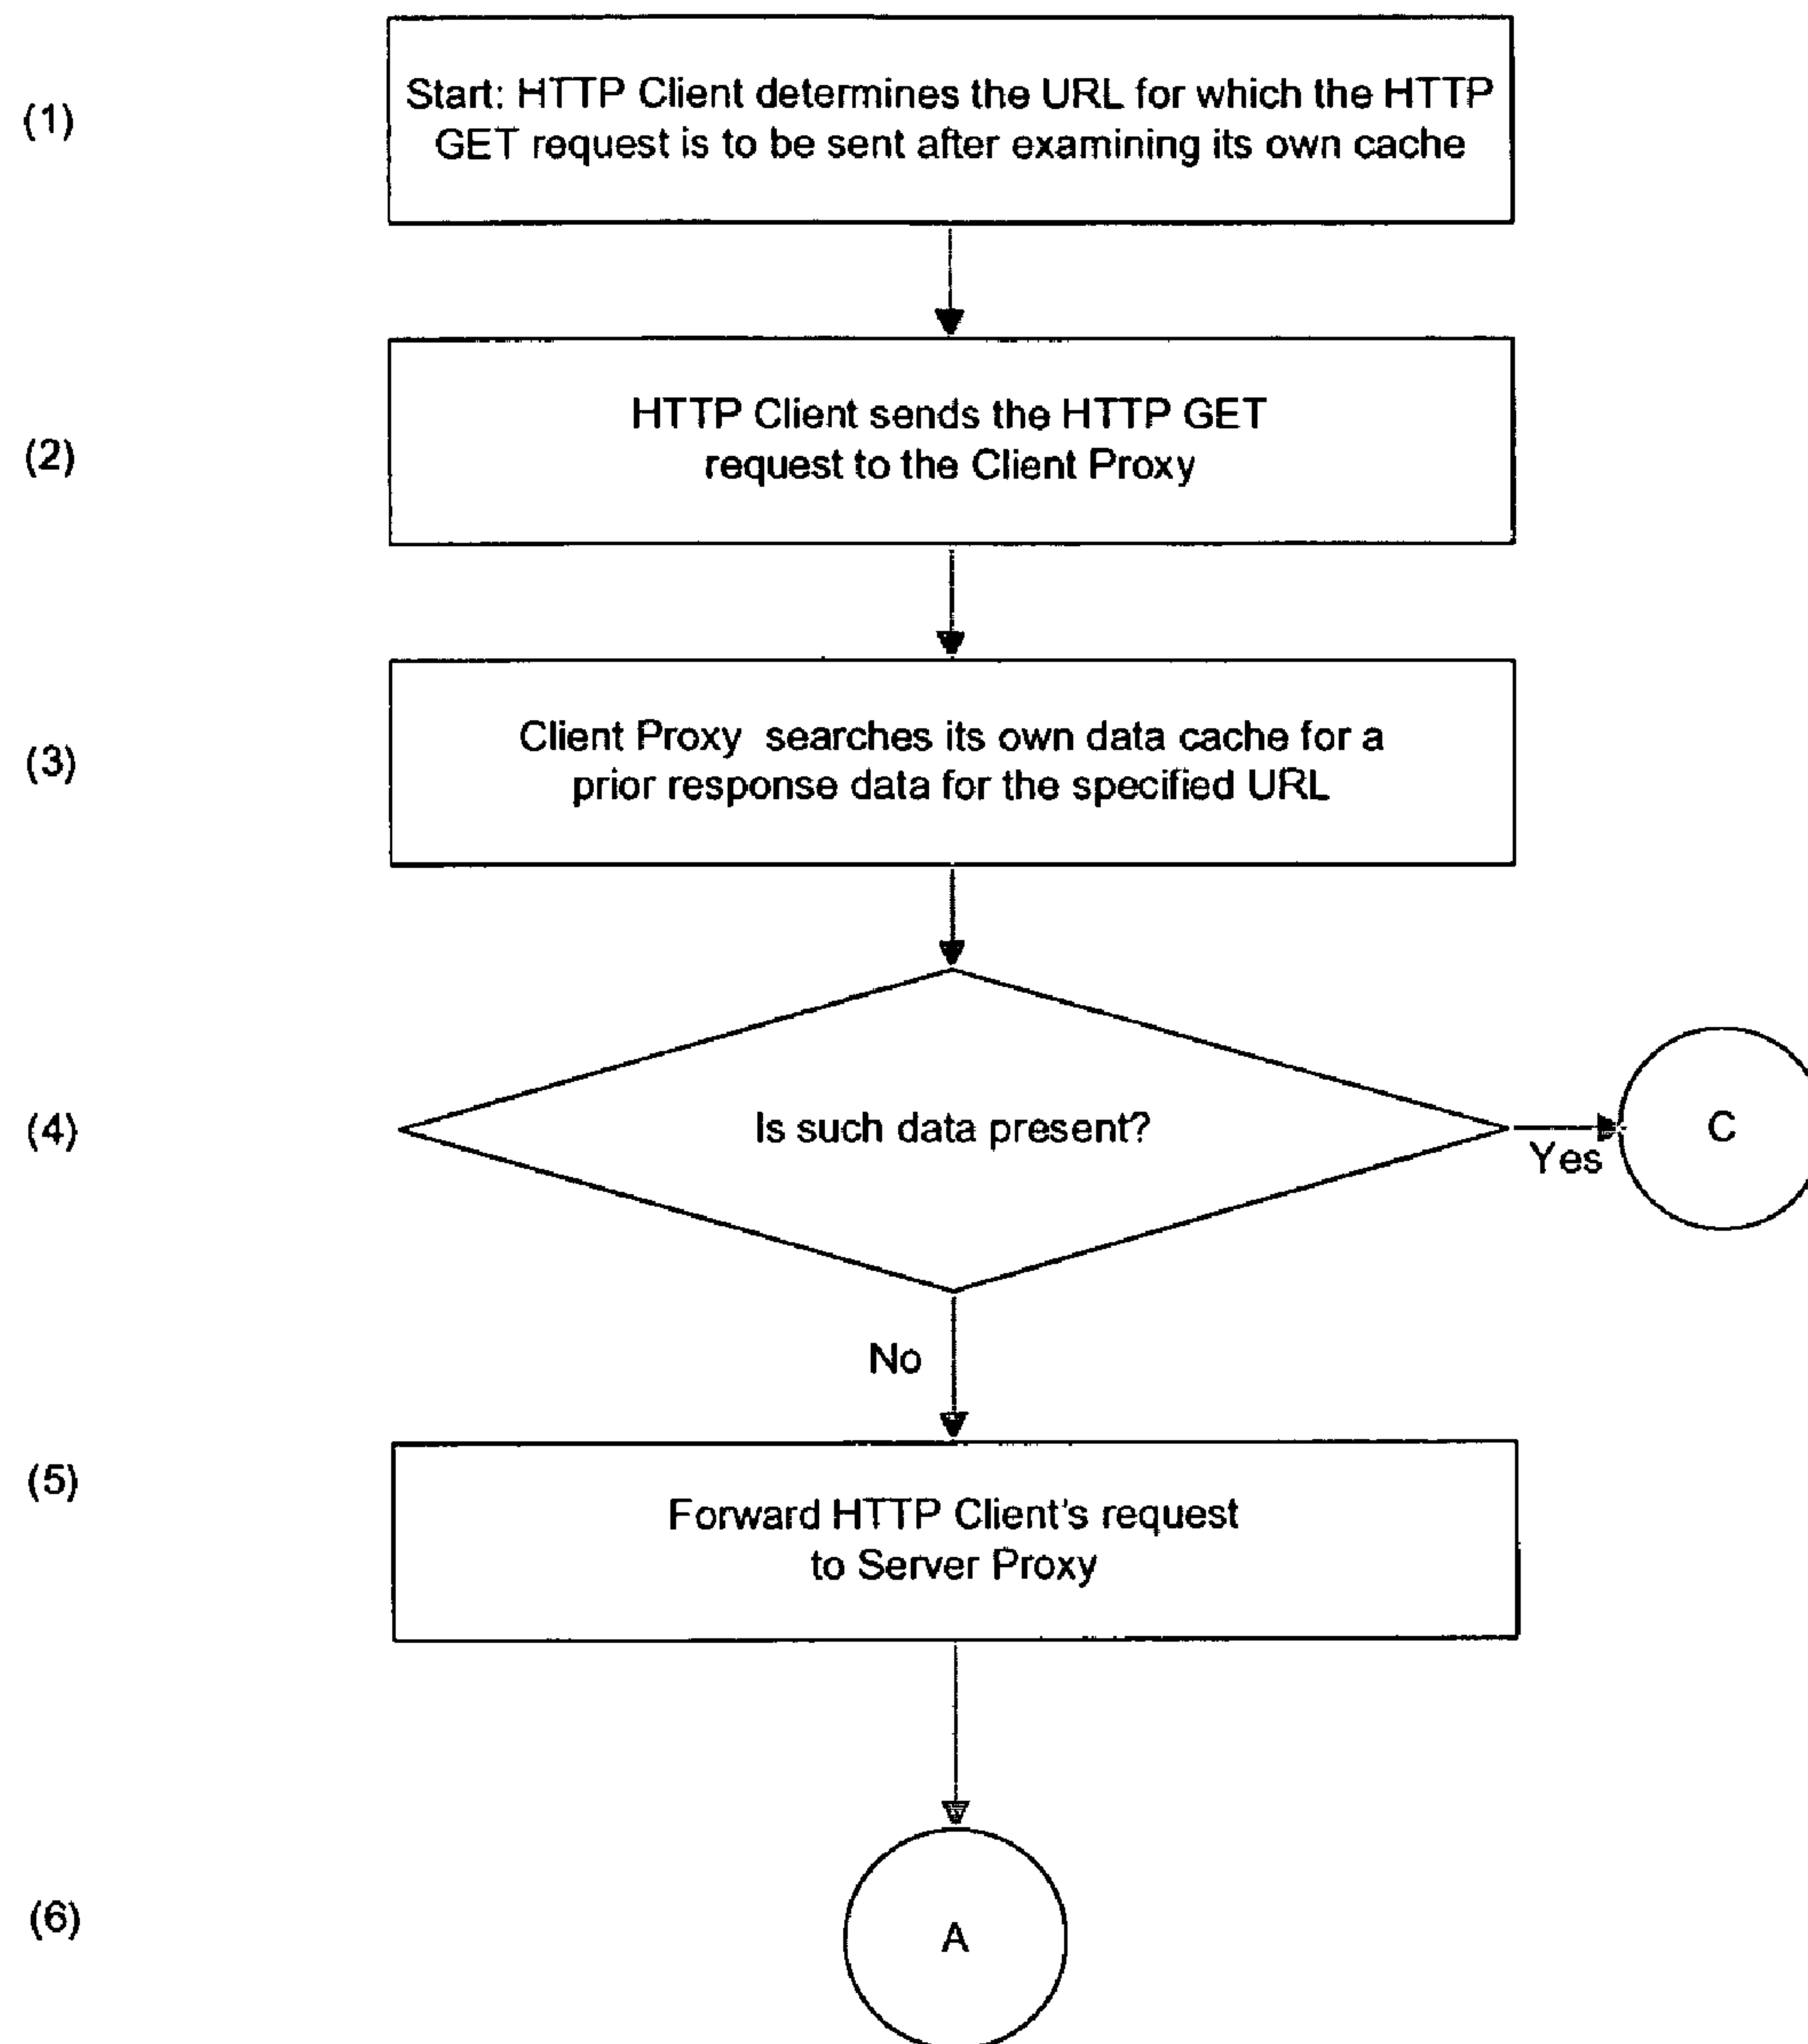 (1)
Start: HTTP Client determines the URL for which the HTTP
GET request is to be sent after examining its own cache
(2)
HTTP Client sends the HTTP GET
request to the Client Proxy
(3)
Client Proxy searches its own data cache for a
prior response data for the specified URL
(4)
Is such data present?
Yes
C
No
(5)
Forward HTTP Client's request
to Server Proxy
(6)
A